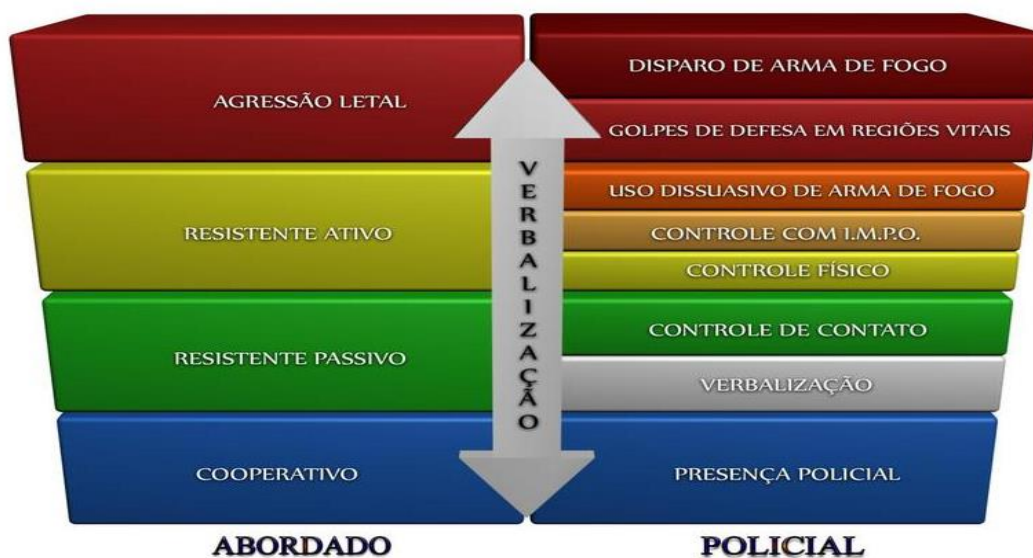 AGRESSÃO LETAL
DISPARO DE ARMA DE FOGO
GOLPES DE DEFESA EM REGIÕES VITAIS
RESISTENTE ATIVO
USO DISSUASIVO DE ARMA DE FOGO
CONTROLE COM I.M.P.O.
CONTROLE FÍSICO
RESISTENTE PASSIVO
CONTROLE DE CONTATO
VERBALIZAÇÃO
COOPERATIVO
PRESENÇA POLICIAL
VERBALIZAÇÃO
ABORDADO
POLICIAL